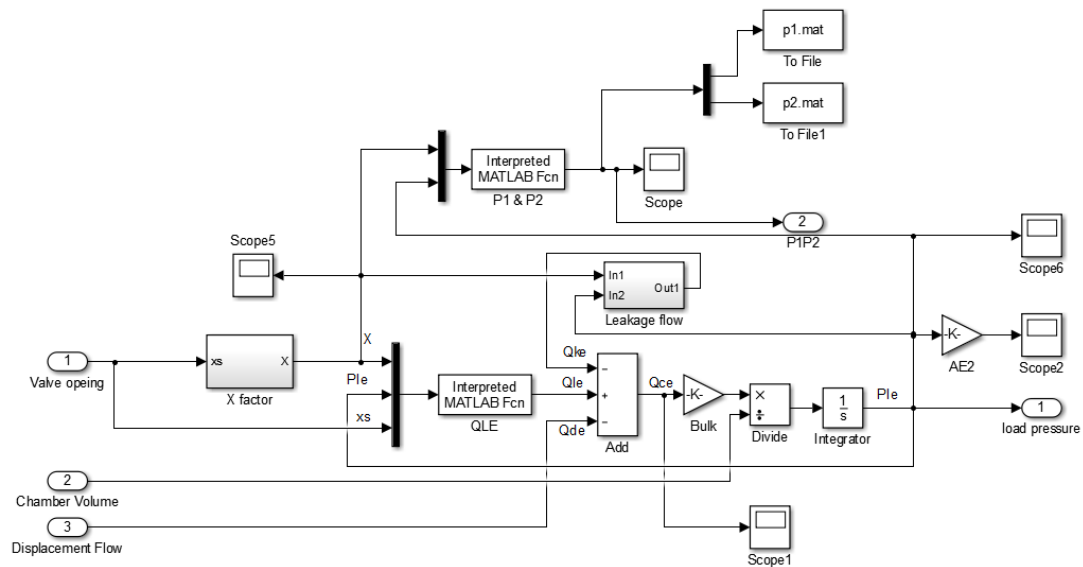 p1.mat
To File
p2.mat
To File1
Interpreted
MATLAB Fcn
P1 & P2
Scope
2
P1P2
Scope6
Scope5
In1
In2
Out1
Leakage flow
-K-
AE2
Scope2
1
Valve opeing
xs
X
X factor
X
Ple
xs
Interpreted
MATLAB Fcn
QLE
Qke
Qle
Qde
−
+
−
Add
Qce
-K-
Bulk
×
÷
Divide
1
s
Integrator
Ple
1
load pressure
2
Chamber Volume
3
Displacement Flow
Scope1